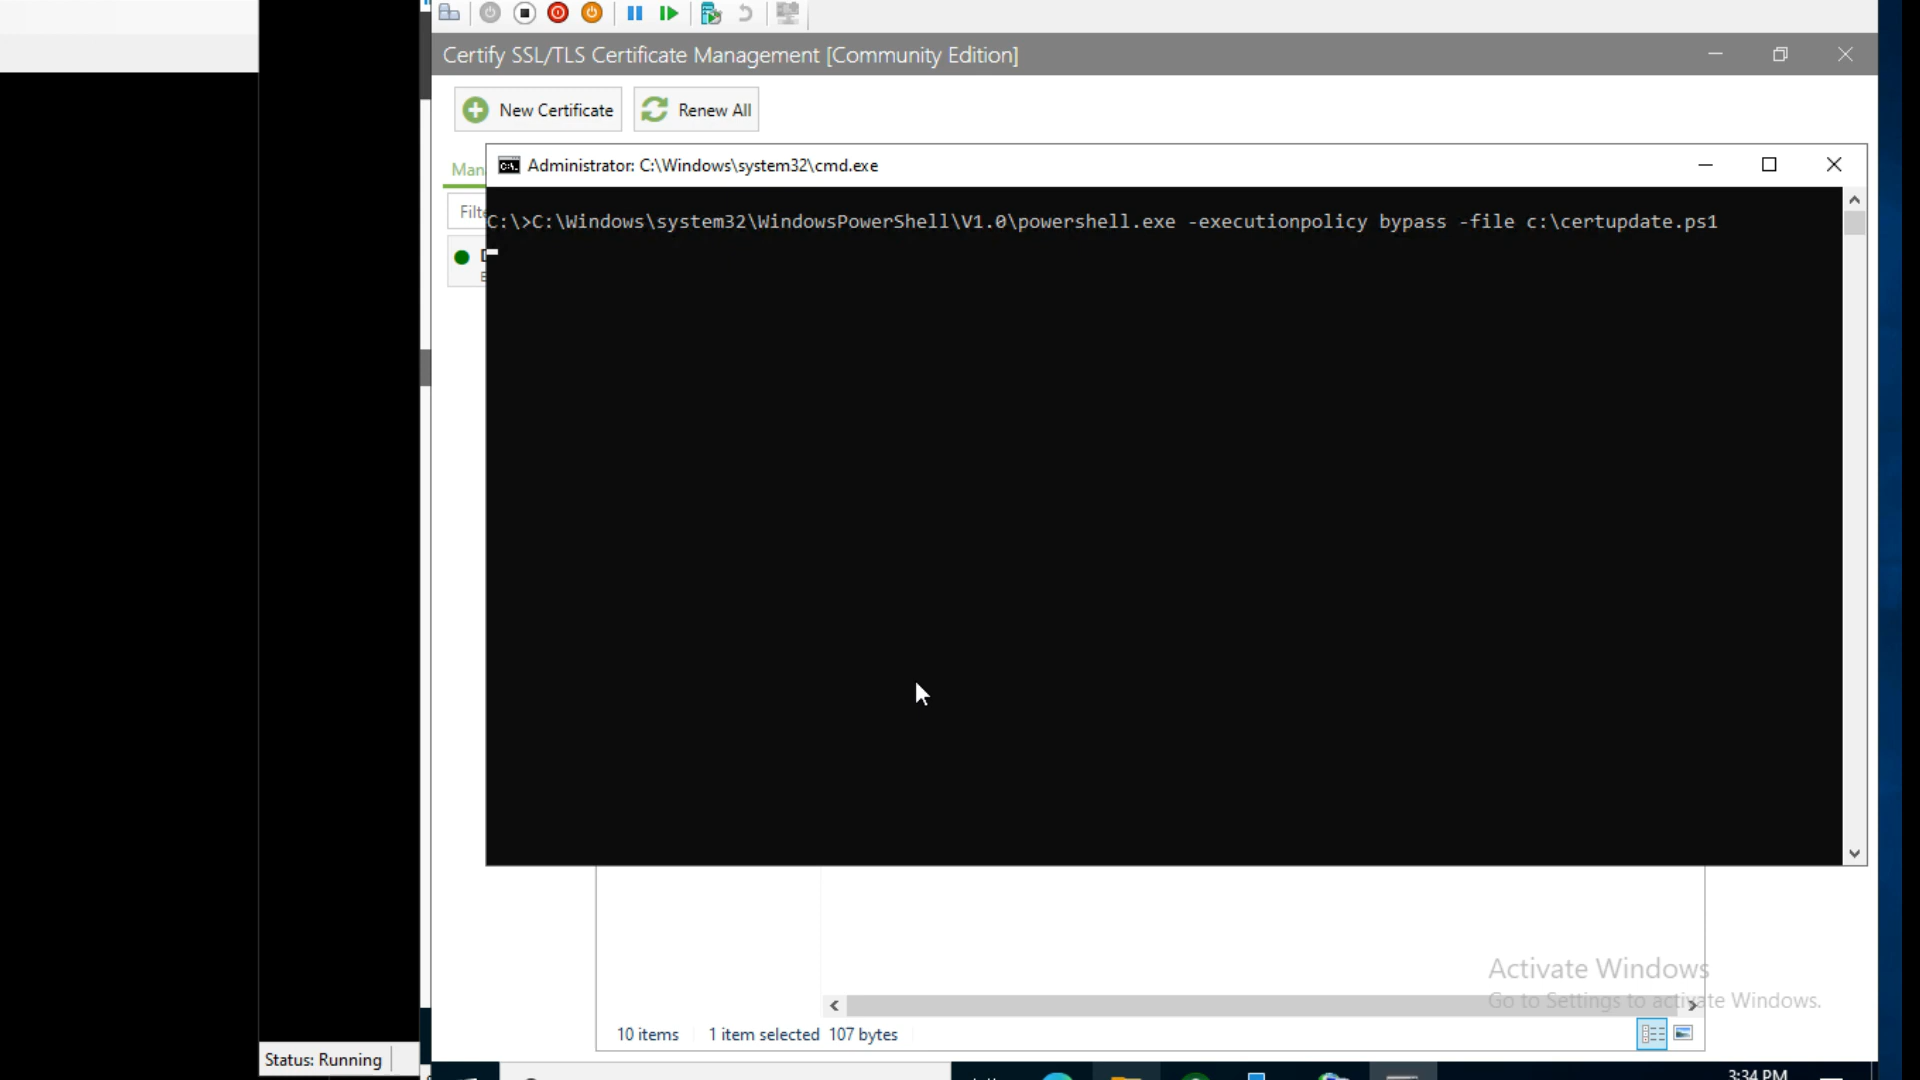 Certify SSL/TLS Certificate Management [Community Edition]
New Certificate
Renew All
Administrator: C:\Windows\system32\cmd.exe
C:\>C:\Windows\system32\WindowsPowerShell\V1.0\powershell.exe -executionpolicy bypass -file c:\certupdate.ps1
Activate Windows
Go to Settings to activate Windows.
10 items 1 item selected 107 bytes
Status: Running
3:34 PM